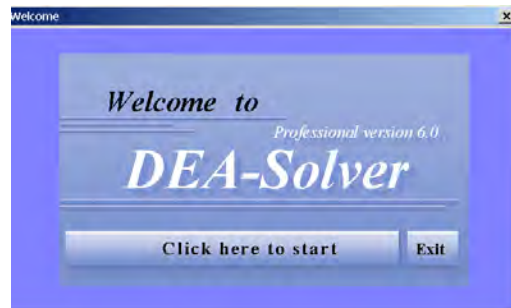 Welcome
Welcome to
Professional version 6.0
DEA-Solver
Click here to start
Exit